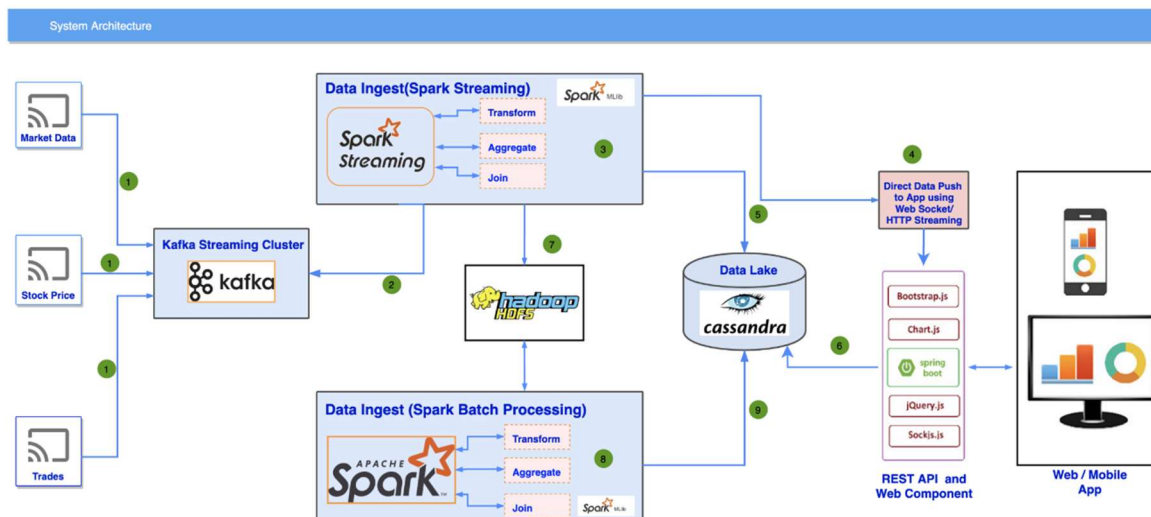 System Architecture
Market Data
1
Stock Price
1
Trades
1
Kafka Streaming Cluster
kafka
2
Data Ingest(Spark Streaming)
Spark MLlib
Spark
Streaming
Transform
Aggregate
Join
3
4
Direct Data Push
to App using
Web Socket/
HTTP Streaming
5
7
hadoop
HDFS
Data Lake
cassandra
6
Bootstrap.js
Chart.js
spring
boot
jQuery.js
Sockjs.js
REST API and
Web Component
Web / Mobile
App
Data Ingest (Spark Batch Processing)
APACHE
Spark
Transform
Aggregate
Join
8
Spark MLlib
9